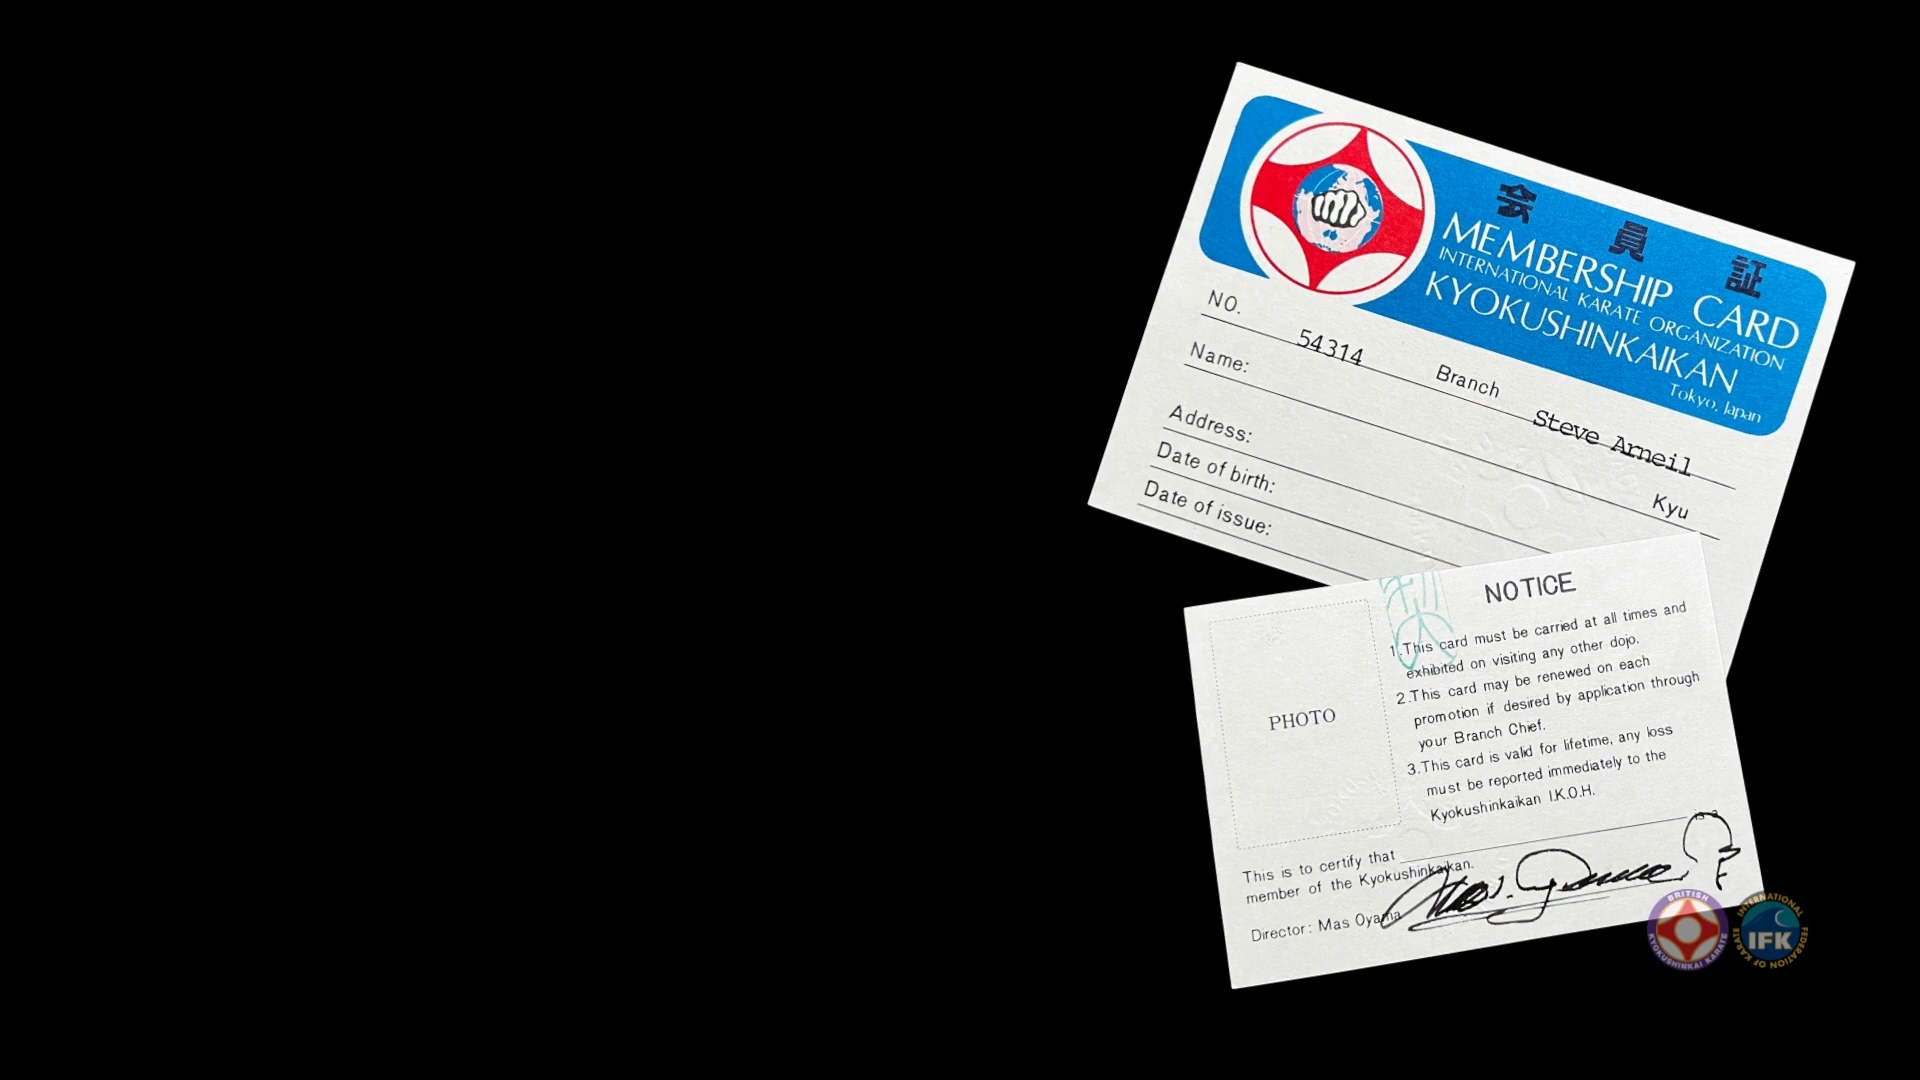 会員証
MEMBERSHIP CARD
INTERNATIONAL KARATE ORGANIZATION
KYOKUSHINKAIKAN
Tokyo, Japan
NO. 54314 Branch Steve Arneil
Name: Kyu
Address:
Date of birth:
Date of issue:
PHOTO
NOTICE
1.This card must be carried at all times and
exhibited on visiting any other dojo.
2.This card may be renewed on each
promotion if desired by application through
your Branch Chief.
3.This card is valid for lifetime, any loss
must be reported immediately to the
Kyokushinkaikan I.K.O.H.
This is to certify that is a
member of the Kyokushinkaikan.
Director: Mas Oyama
Mas. Oyama
BRITISH
KYOKUSHINKAI KARATE
INTERNATIONAL
FEDERATION OF KARATE
IFK